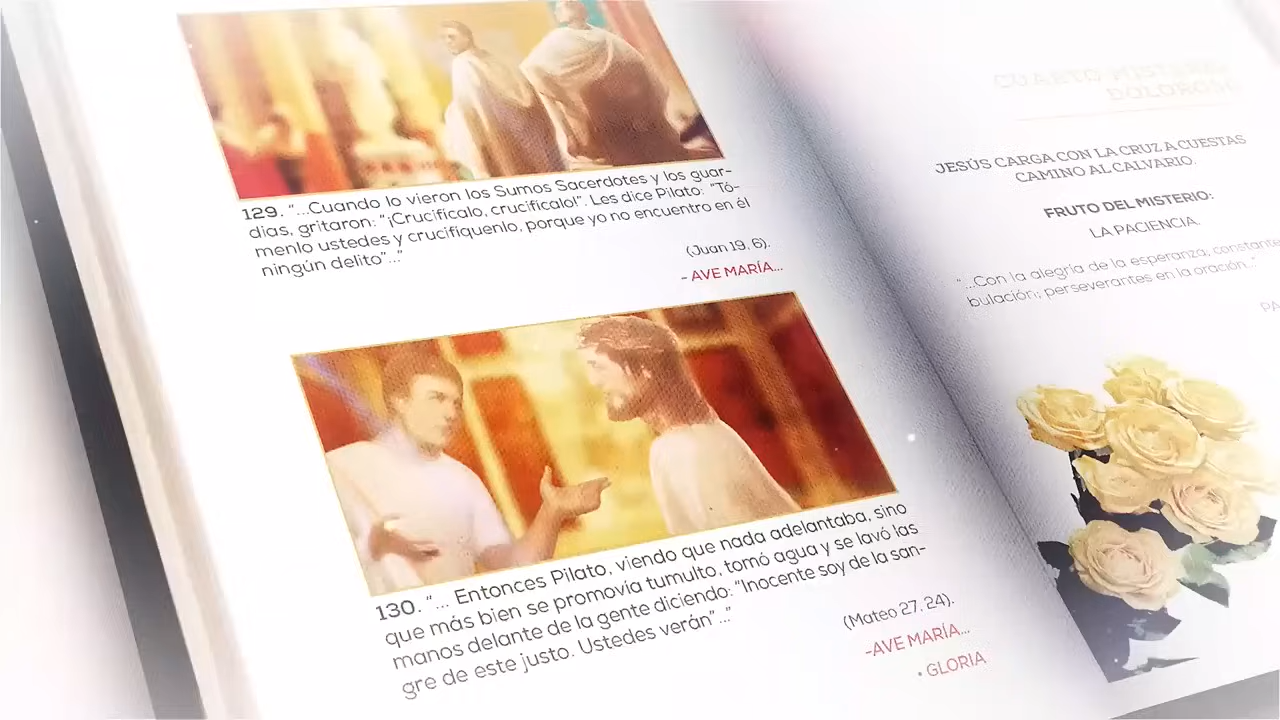 129. “...Cuando lo vieron los Sumos Sacerdotes y los guar-
dias, gritaron: “¡Crucifícalo, crucifícalo!”. Les dice Pilato: “Tó-
menlo ustedes y crucifíquenlo, porque yo no encuentro en él
ningún delito”...”
(Juan 19, 6).
- AVE MARÍA...
130. “... Entonces Pilato, viendo que nada adelantaba, sino
que más bien se promovía tumulto, tomó agua y se lavó las
manos delante de la gente diciendo: “Inocente soy de la san-
gre de este justo. Ustedes verán”...”
(Mateo 27, 24).
-AVE MARÍA...
• GLORIA
CUARTO MISTERIO
DOLOROSO
JESÚS CARGA CON LA CRUZ A CUESTAS
CAMINO AL CALVARIO.
FRUTO DEL MISTERIO:
LA PACIENCIA.
“...Con la alegría de la esperanza; constante
bulación; perseverantes en la oración...”